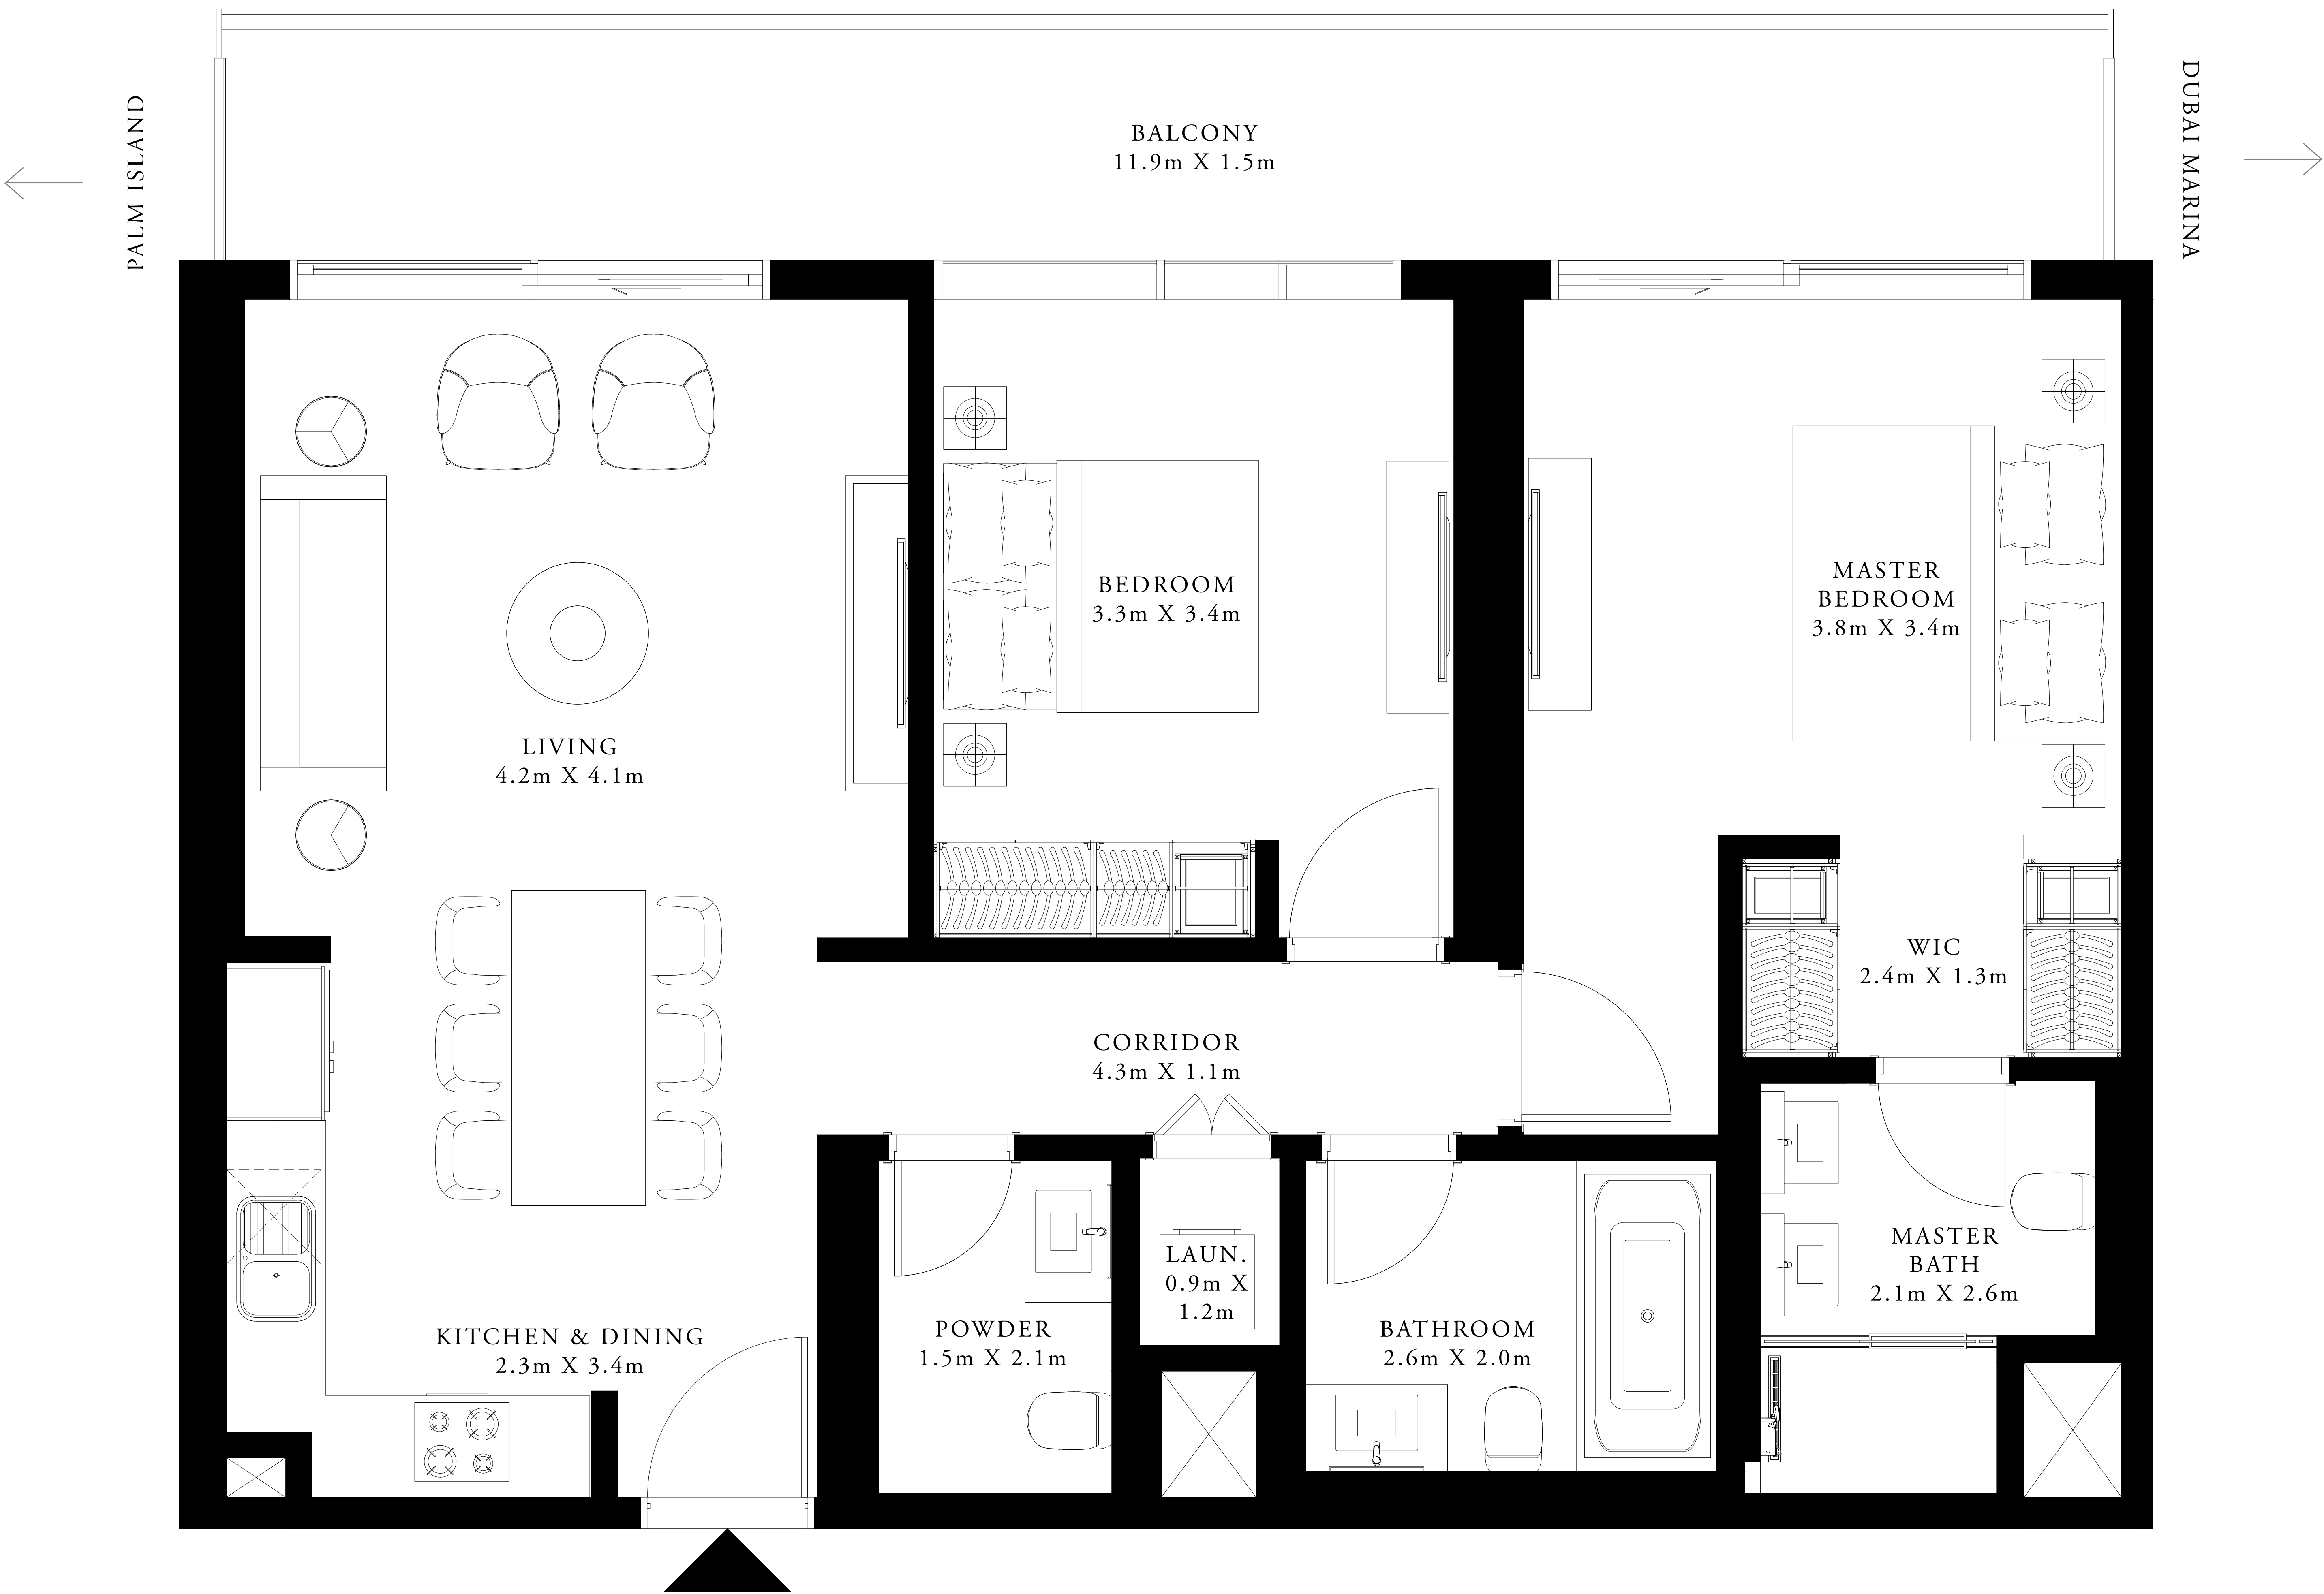 PALM ISLAND
DUBAI MARINA
BALCONY
11.9m X 1.5m
BEDROOM
3.3m X 3.4m
MASTER
BEDROOM
3.8m X 3.4m
LIVING
4.2m X 4.1m
WIC
2.4m X 1.3m
CORRIDOR
4.3m X 1.1m
MASTER
BATH
2.1m X 2.6m
LAUN.
0.9m X
1.2m
KITCHEN & DINING
2.3m X 3.4m
POWDER
1.5m X 2.1m
BATHROOM
2.6m X 2.0m